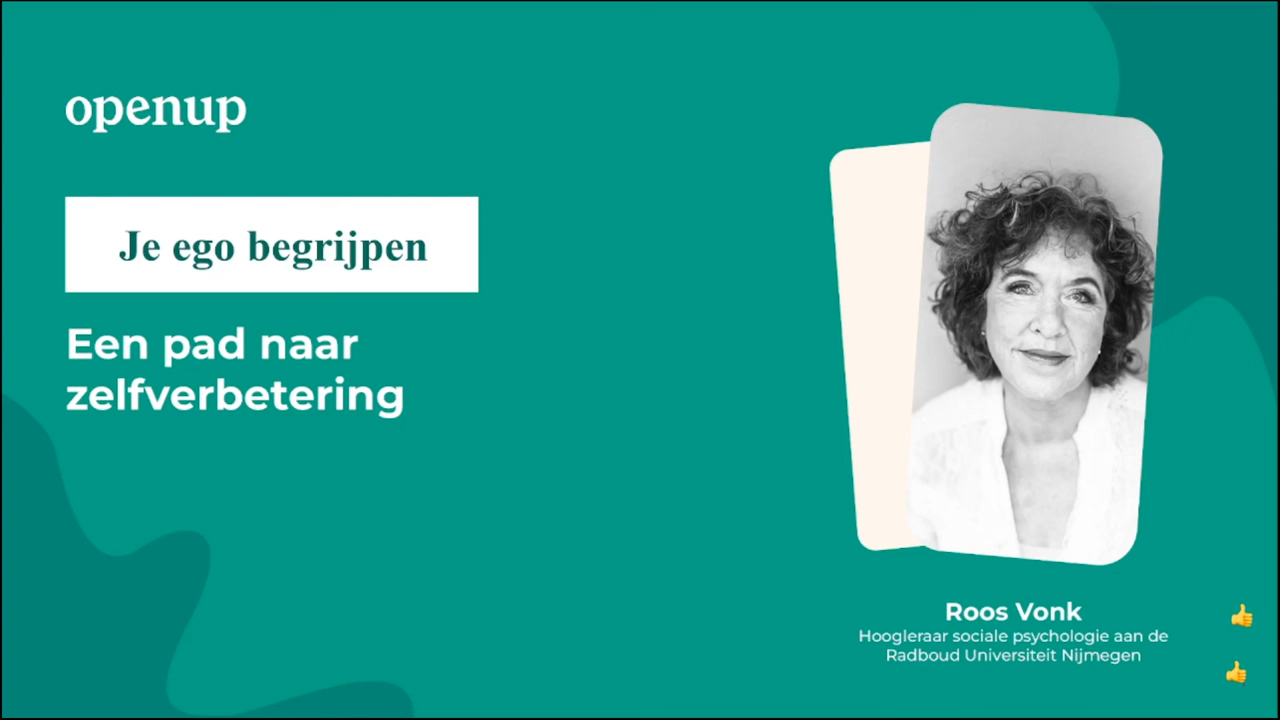 openup
Je ego begrijpen
Een pad naar
zelfverbetering
Roos Vonk
Hoogleraar sociale psychologie aan de
Radboud Universiteit Nijmegen